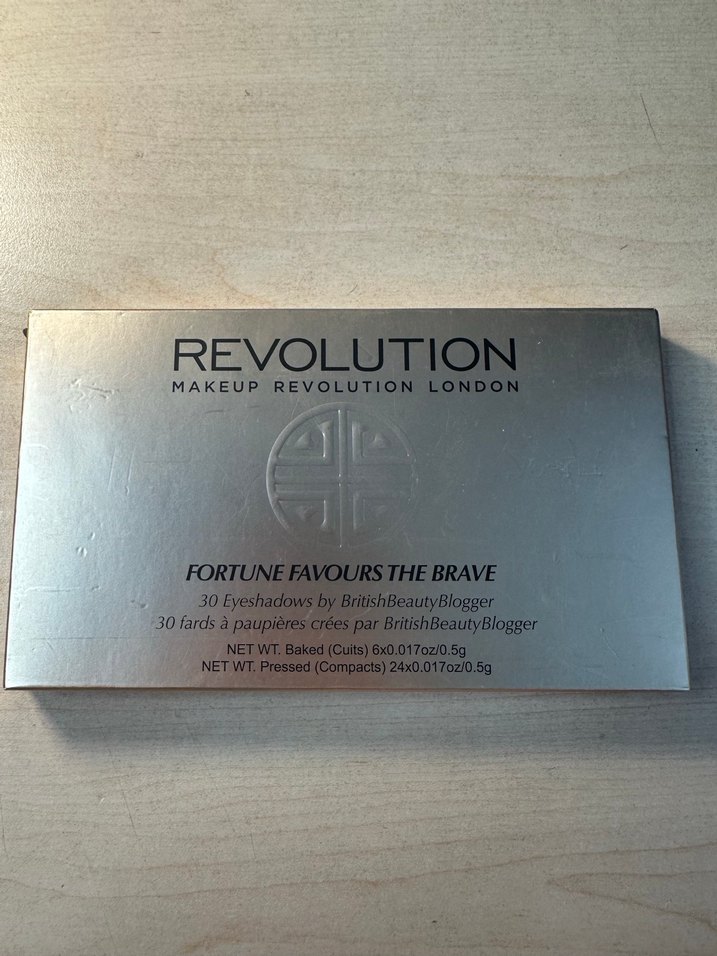 REVOLUTION
MAKEUP REVOLUTION LONDON
FORTUNE FAVOURS THE BRAVE
30 Eyeshadows by BritishBeautyBlogger
30 fards à paupières crées par BritishBeautyBlogger
NET WT. Baked (Cuits) 6x0.017oz/0.5g
NET WT. Pressed (Compacts) 24x0.017oz/0.5g